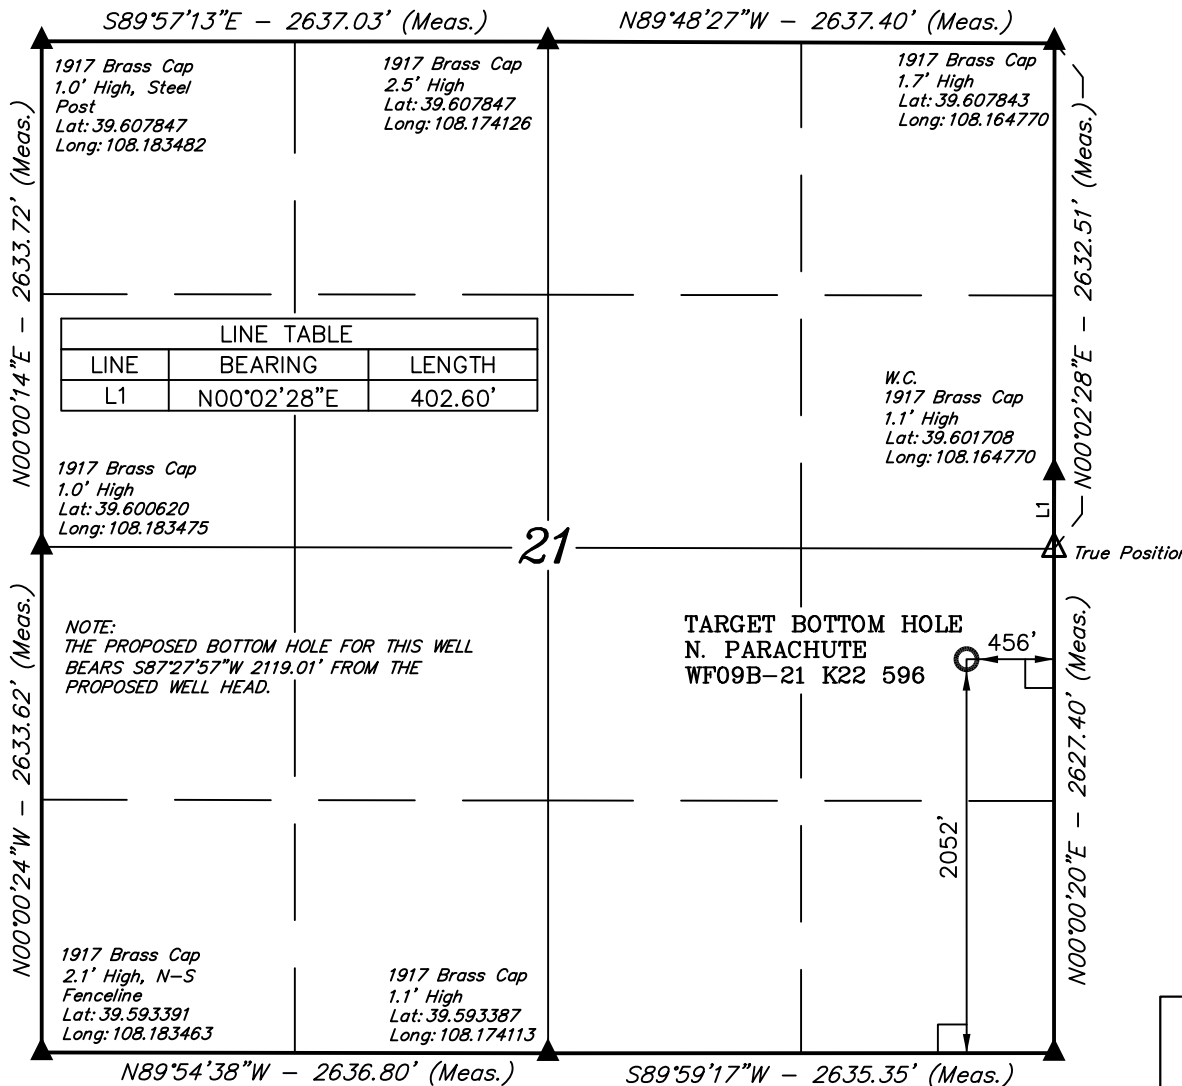 S89°57'13"E - 2637.03' (Meas.)
N89°48'27"W - 2637.40' (Meas.)
1917 Brass Cap
1.0' High, Steel
Post
Lat: 39.607847
Long: 108.183482
1917 Brass Cap
2.5' High
Lat: 39.607847
Long: 108.174126
1917 Brass Cap
1.7' High
Lat: 39.607843
Long: 108.164770
N00°00'14"E - 2633.72' (Meas.)
N00°02'28"E - 2632.51' (Meas.)
LINE TABLE
LINE BEARING LENGTH
L1 N00°02'28"E 402.60'
W.C.
1917 Brass Cap
1.1' High
Lat: 39.601708
Long: 108.164770
1917 Brass Cap
1.0' High
Lat: 39.600620
Long: 108.183475
L1
21
True Position
NOTE:
THE PROPOSED BOTTOM HOLE FOR THIS WELL
BEARS S87°27'57"W 2119.01' FROM THE
PROPOSED WELL HEAD.
TARGET BOTTOM HOLE
N. PARACHUTE
WF09B-21 K22 596
456'
2052'
N00°00'24"W - 2633.62' (Meas.)
N00°00'20"E - 2627.40' (Meas.)
1917 Brass Cap
2.1' High, N-S
Fenceline
Lat: 39.593391
Long: 108.183463
1917 Brass Cap
1.1' High
Lat: 39.593387
Long: 108.174113
N89°54'38"W - 2636.80' (Meas.)
S89°59'17"W - 2635.35' (Meas.)